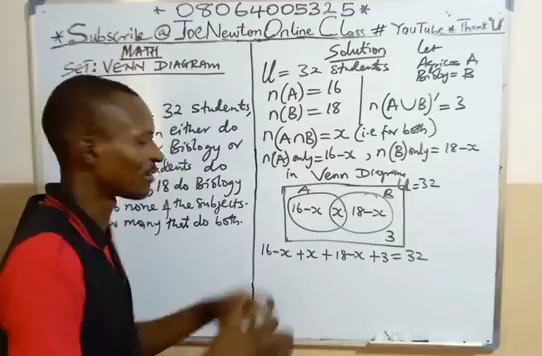 * 08064005325 *
*Subscribe @ JoeNewton Online Class # YouTube * Thank U*
MATH
SET: VENN DIAGRAM
32 students,
either do
Biology or
do
18 do Biology
none of the subjects.
many that do both.
Solution
Let
Agric = A
Biology = B
U = 32 students
n(A) = 16
n(B) = 18
n(A∪B)' = 3
n(A∩B) = x (i.e for both)
n(A) only = 16-x, n(B) only = 18-x
in Venn Diagram
U = 32
A
B
16-x
x
18-x
3
16-x + x + 18-x + 3 = 32